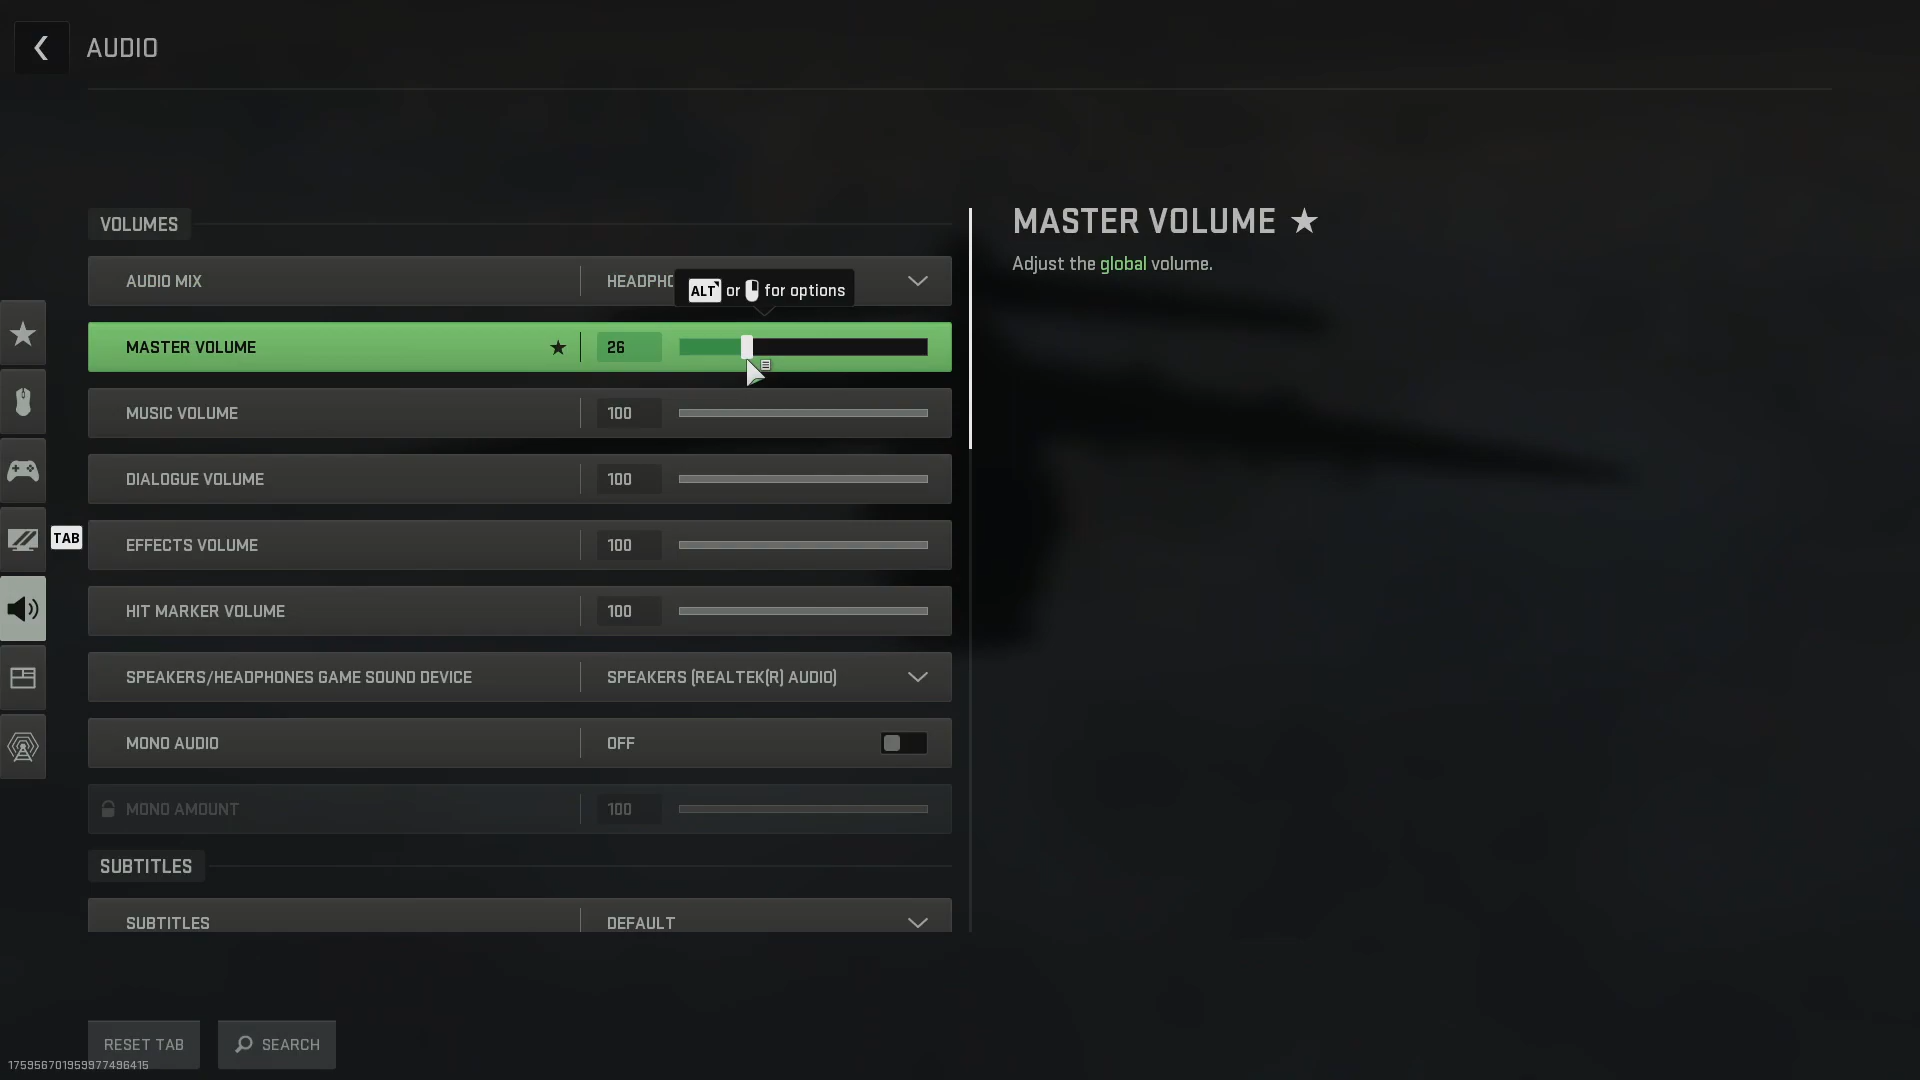 AUDIO
VOLUMES
MASTER VOLUME
Adjust the global volume.
AUDIO MIX
ALT or for options
MASTER VOLUME 26
MUSIC VOLUME 100
DIALOGUE VOLUME 100
TAB
EFFECTS VOLUME 100
HIT MARKER VOLUME 100
SPEAKERS/HEADPHONES GAME SOUND DEVICE SPEAKERS (REALTEK(R) AUDIO)
MONO AUDIO OFF
MONO AMOUNT 100
SUBTITLES
SUBTITLES DEFAULT
RESET TAB SEARCH